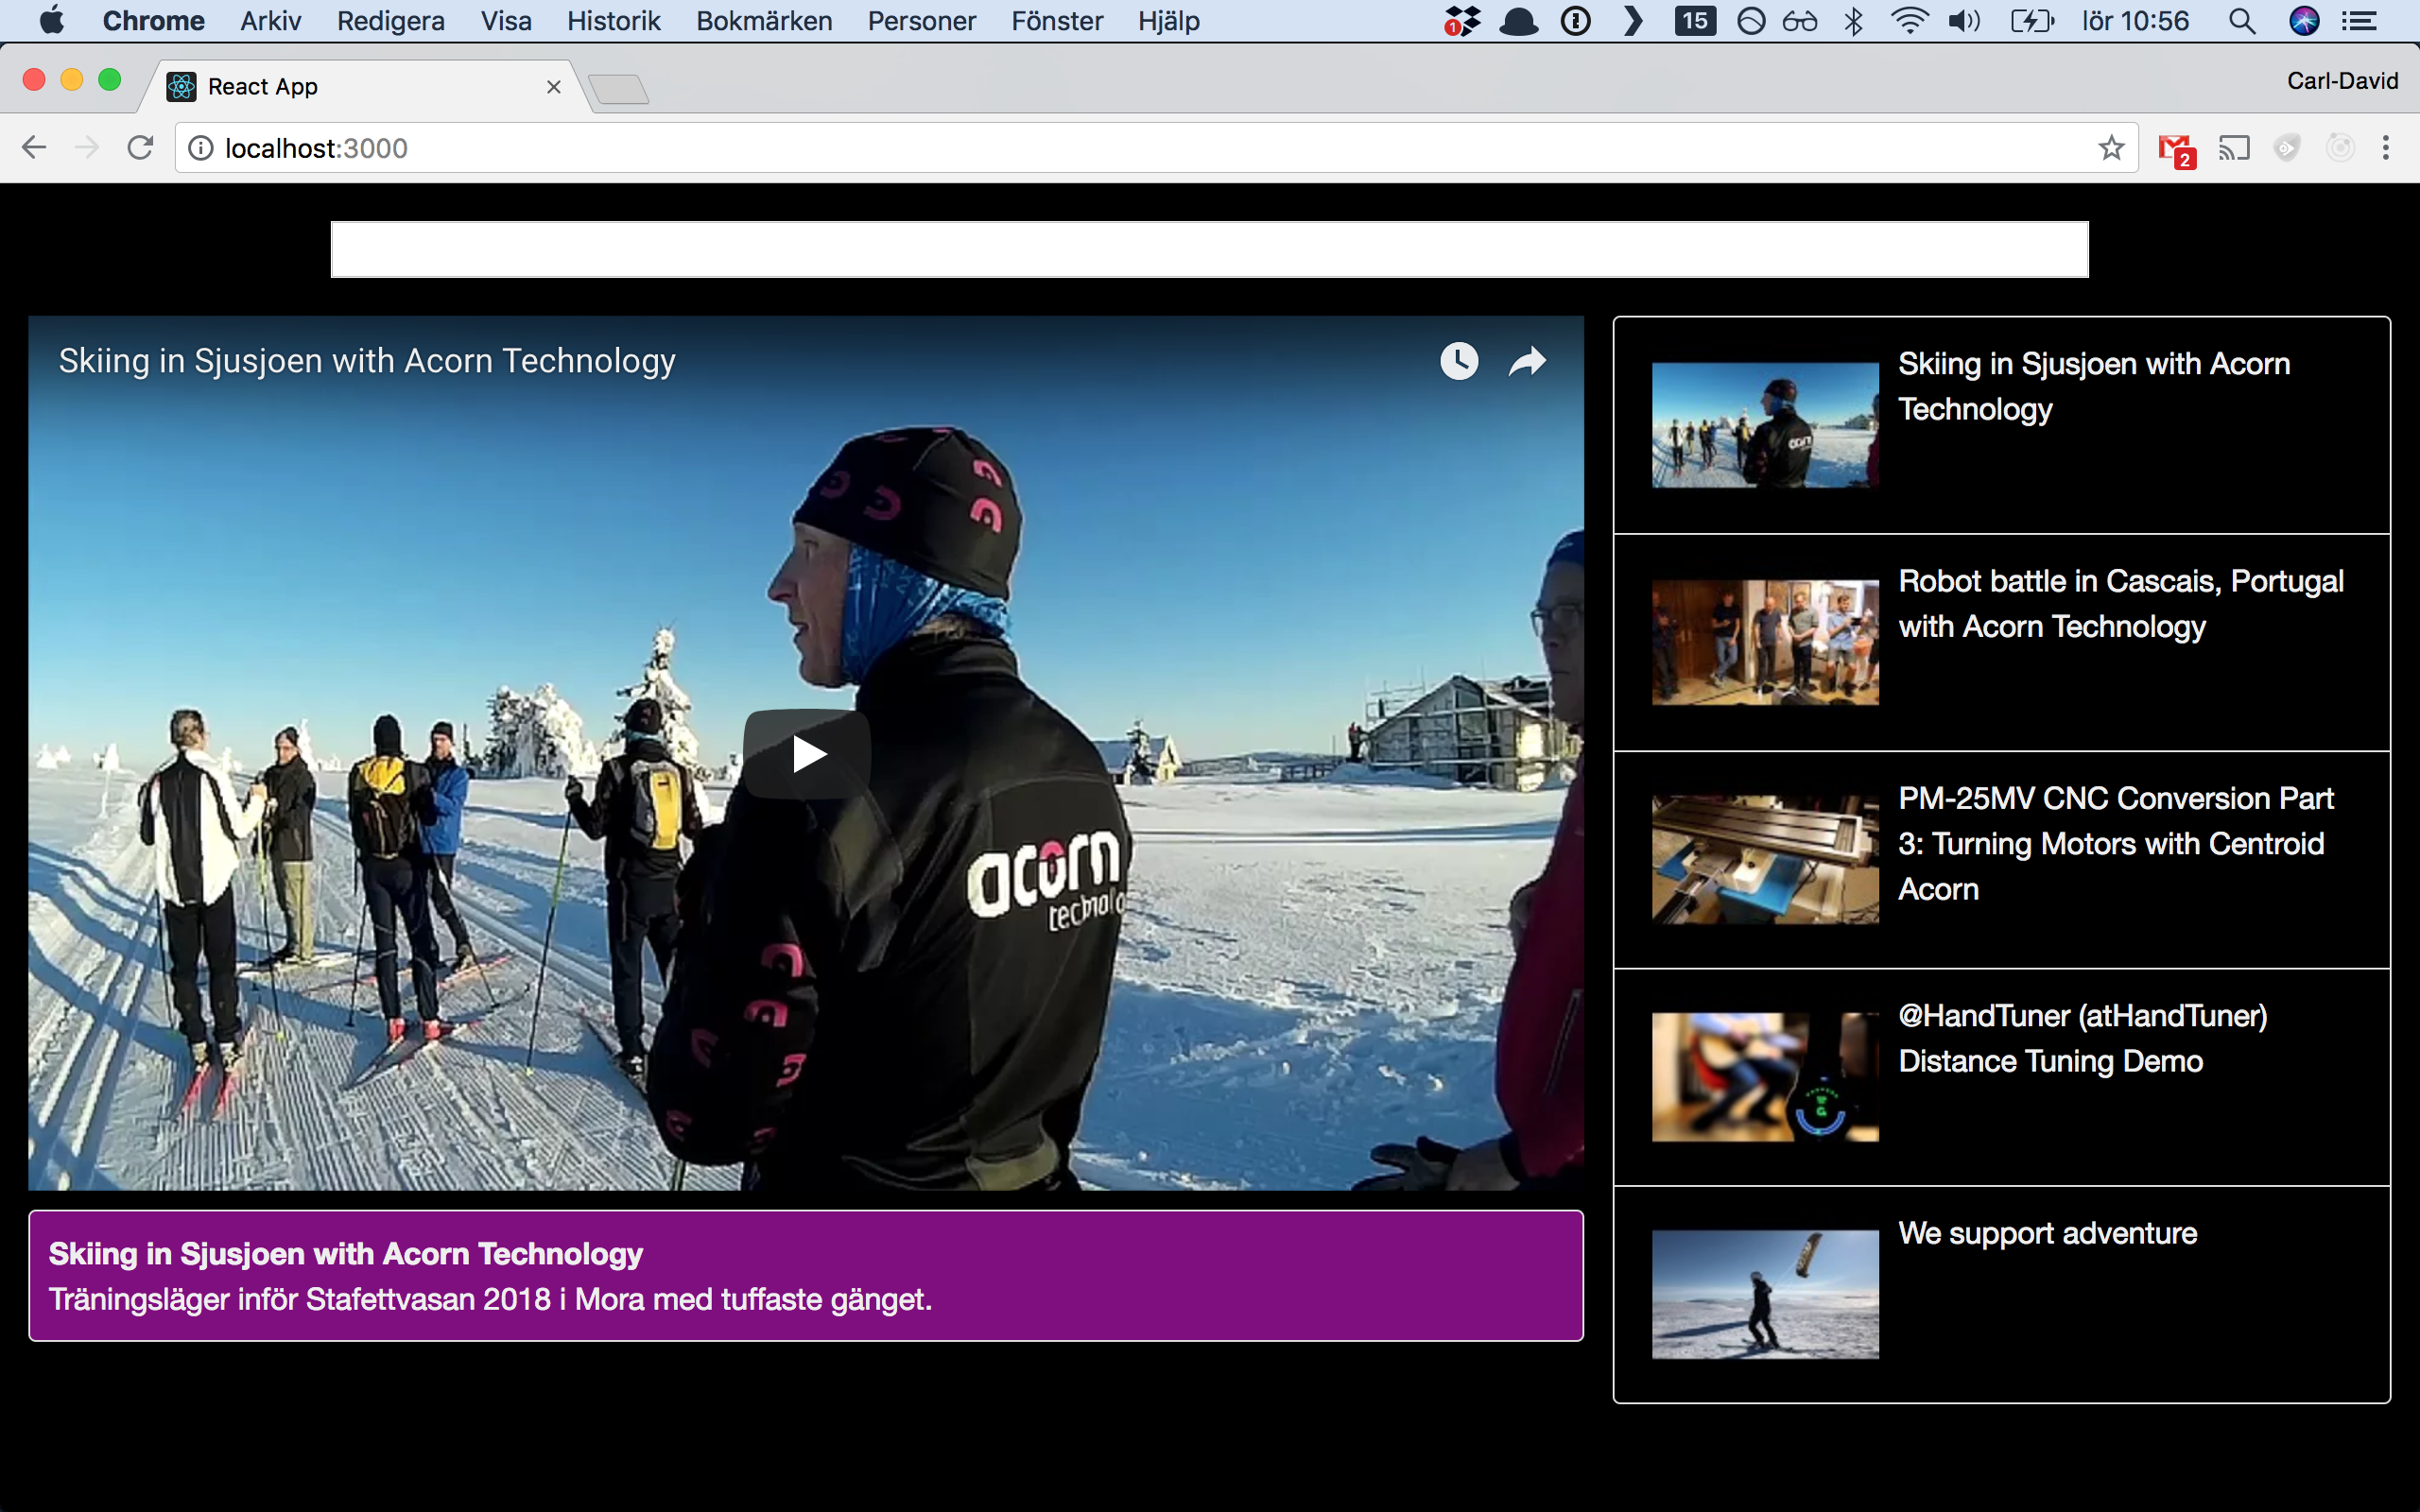 Chrome Arkiv Redigera Visa Historik Bokmärken Personer Fönster Hjälp 1 15 lör 10:56
React App Carl-David
localhost:3000 2
Skiing in Sjusjoen with Acorn Technology
acorn
technolo
Skiing in Sjusjoen with Acorn Technology
Träningsläger inför Stafettvasan 2018 i Mora med tuffaste gänget.
Skiing in Sjusjoen with Acorn
Technology
acorn
Robot battle in Cascais, Portugal
with Acorn Technology
PM-25MV CNC Conversion Part
3: Turning Motors with Centroid
Acorn
@HandTuner (atHandTuner)
Distance Tuning Demo
G
We support adventure